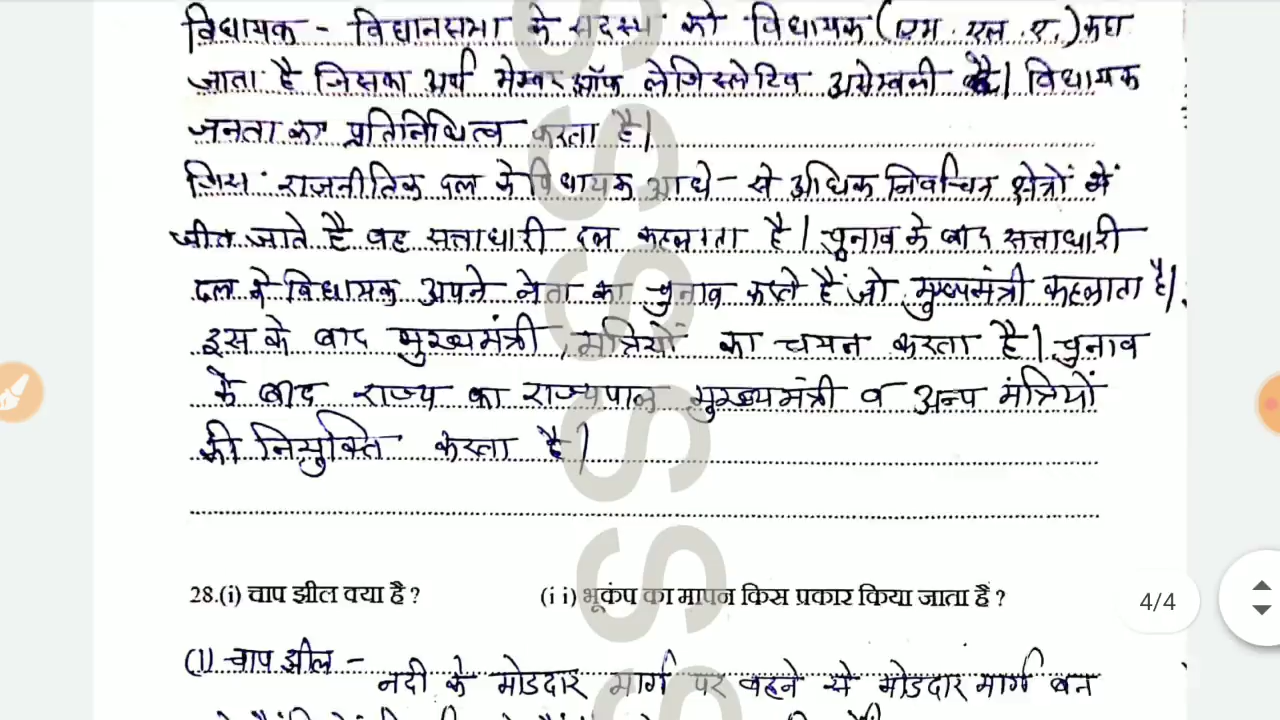 विधायक - विधानसभा के सदस्य को विधायक (एम. एल. ए.) कहा
जाता है जिसका अर्थ मेम्बर ऑफ लेजिस्लेटिव असेम्बली है। विधायक
जनता का प्रतिनिधित्व करता है।
जिस राजनीतिक दल के विधायक आधे - से अधिक निर्वाचन क्षेत्रों में
जीत जाते है वह सत्ताधारी दल कहलाता है। चुनाव के बाद सत्ताधारी
दल के विधायक अपने नेता का चुनाव करते हैं जो मुख्यमंत्री कहलाता है।
इस के बाद मुख्यमंत्री, मंत्रियों का चयन करता है। चुनाव
के बाद राज्य का राज्यपाल मुख्यमंत्री व अन्य मंत्रियों
की नियुक्ति करता है।
28.(i) चाप झील क्या है ? (i i) भूकंप का मापन किस प्रकार किया जाता है ?
4/4
(1) चाप झील -
नदी के मोडदार मार्ग पर बहने से मोडदार मार्ग बन